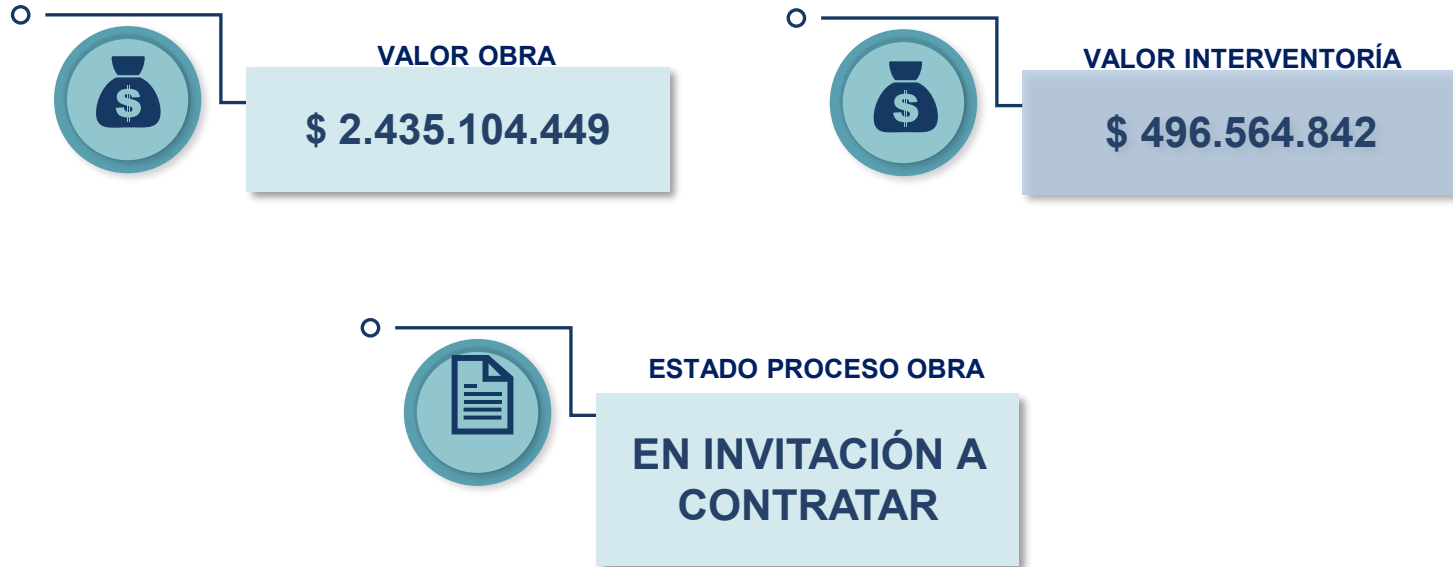 VALOR OBRA
$ 2.435.104.449
VALOR INTERVENTORÍA
$ 496.564.842
ESTADO PROCESO OBRA
EN INVITACIÓN A
CONTRATAR